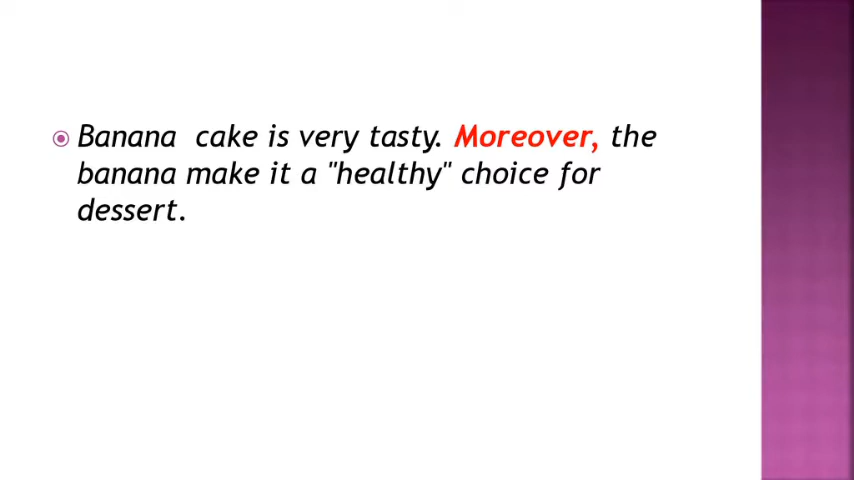 Banana  cake is very tasty. Moreover, the
banana make it a "healthy" choice for
dessert.